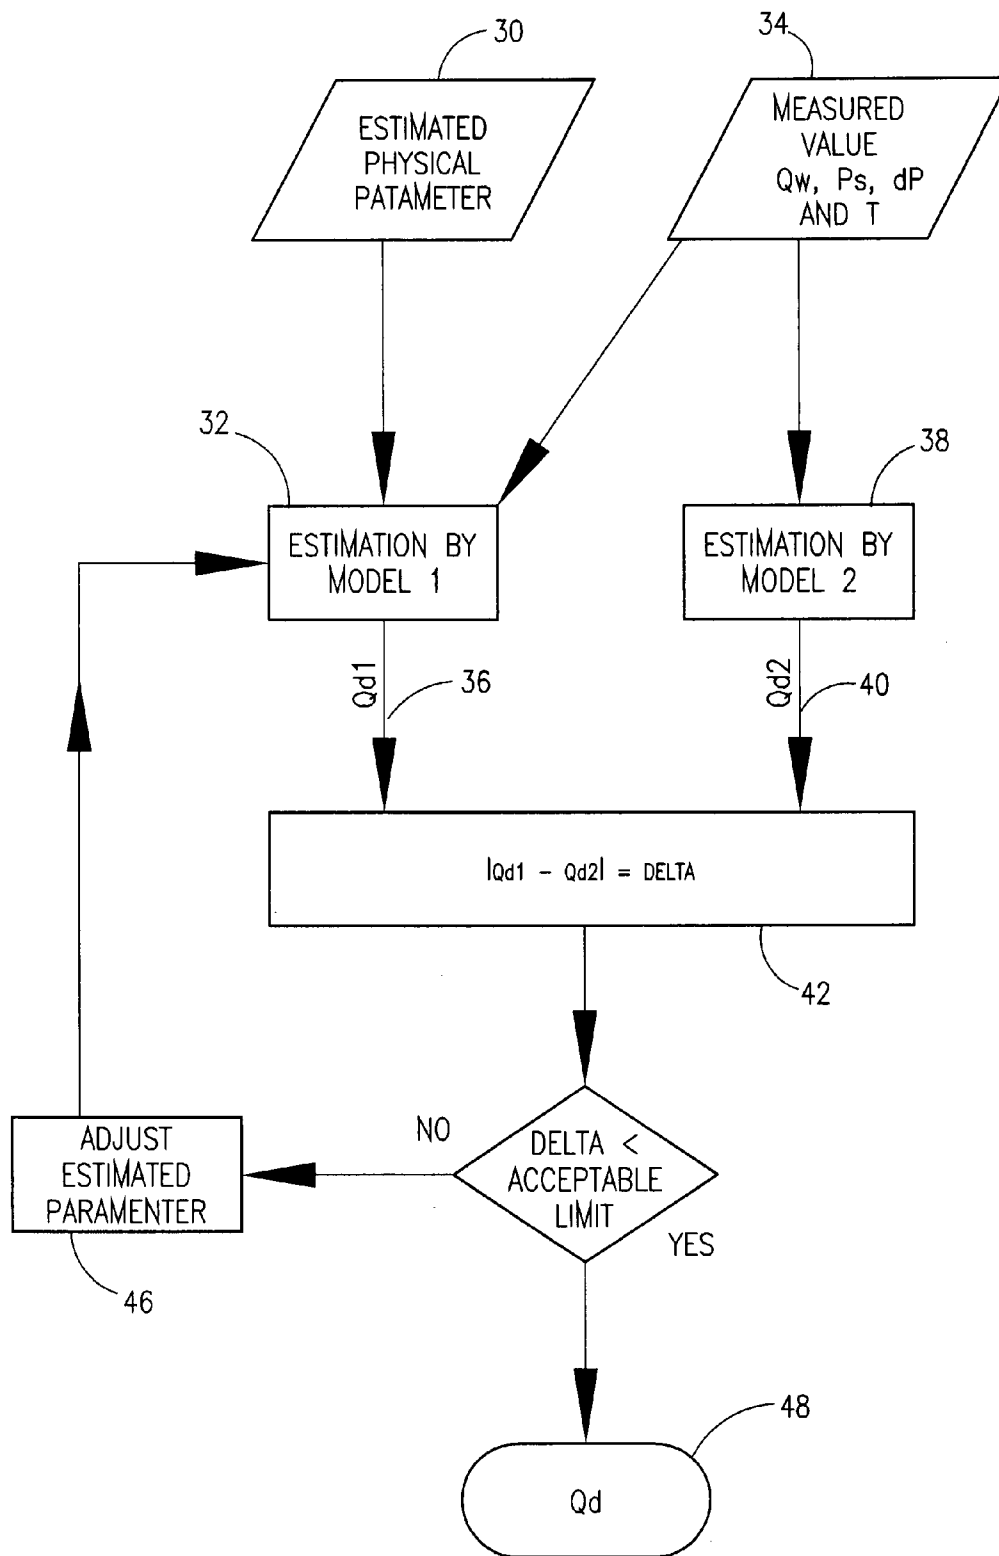 30
34
ESTIMATED
PHYSICAL
PATAMETER
MEASURED
VALUE
Qw, Ps, dP
AND T
32
38
ESTIMATION BY
MODEL 1
ESTIMATION BY
MODEL 2
Qd1
36
Qd2
40
|Qd1 - Qd2| = DELTA
42
NO
DELTA <
ACCEPTABLE
LIMIT
YES
ADJUST
ESTIMATED
PARAMENTER
46
48
Qd